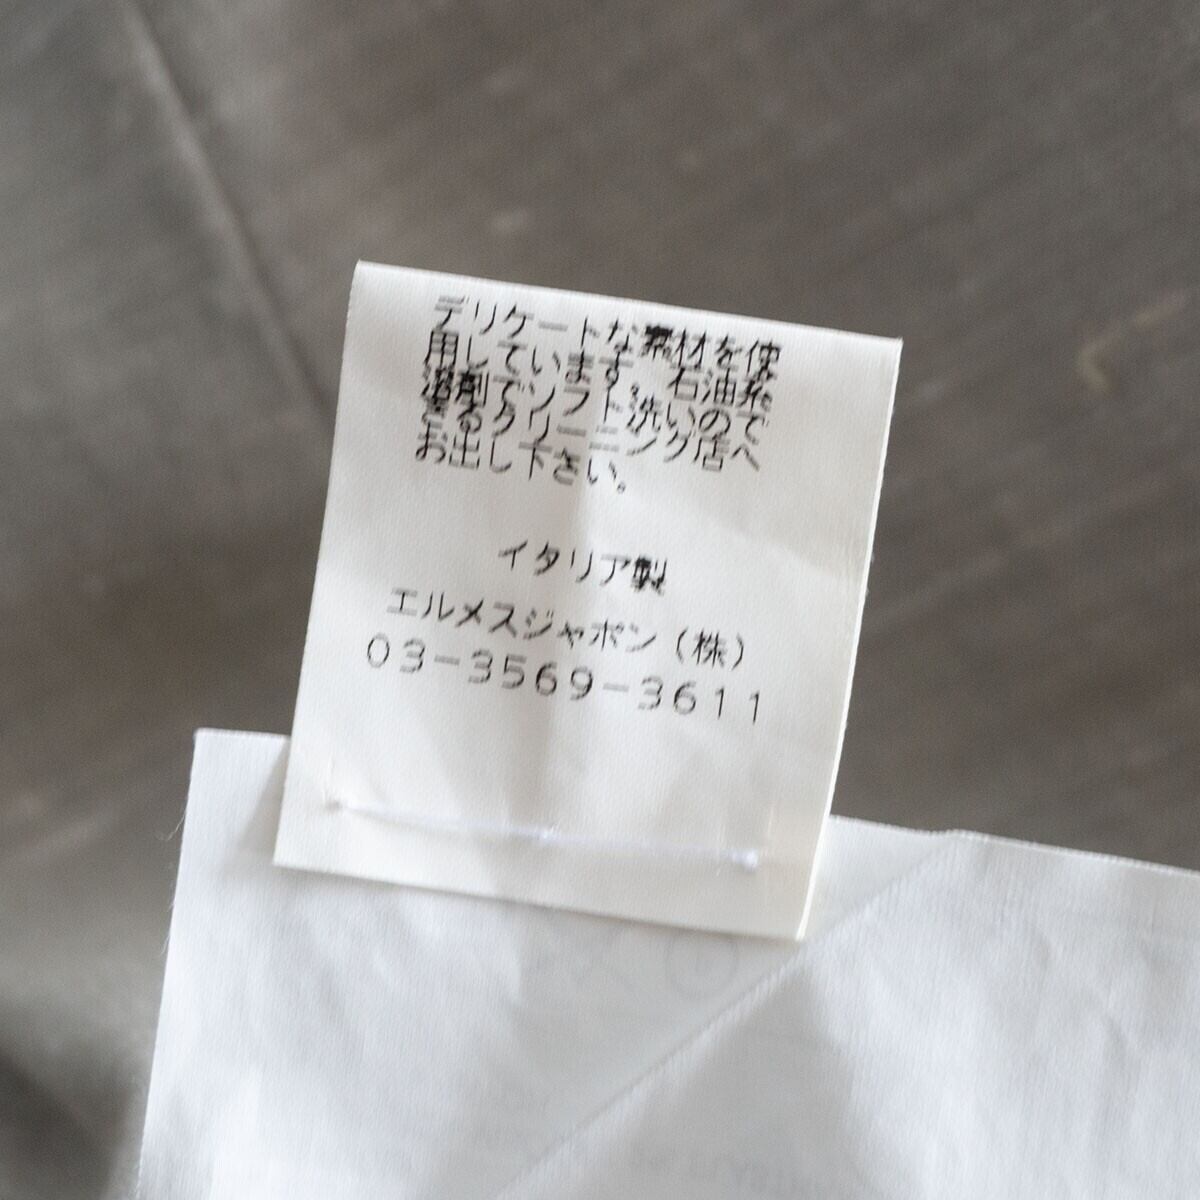 デリケートな素材を使
用しています。石油系
溶剤でソフト洗いので
きるクリーニング店へ
お出し下さい。
イタリア製
エルメスジャポン(株)
03-3569-3611